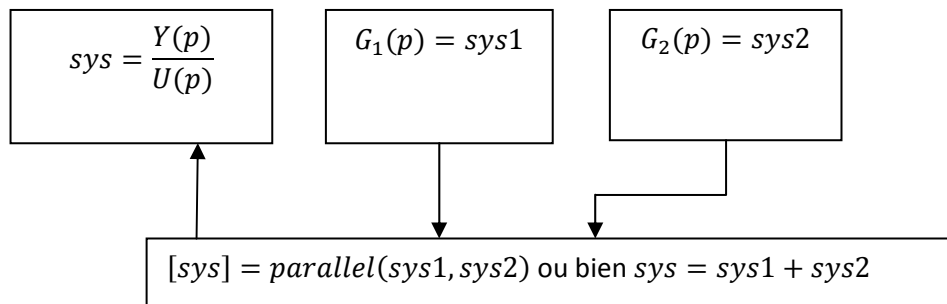 sys = Y(p)/U(p)
G₁(p) = sys1
G₂(p) = sys2
[sys] = parallel(sys1, sys2) ou bien sys = sys1 + sys2